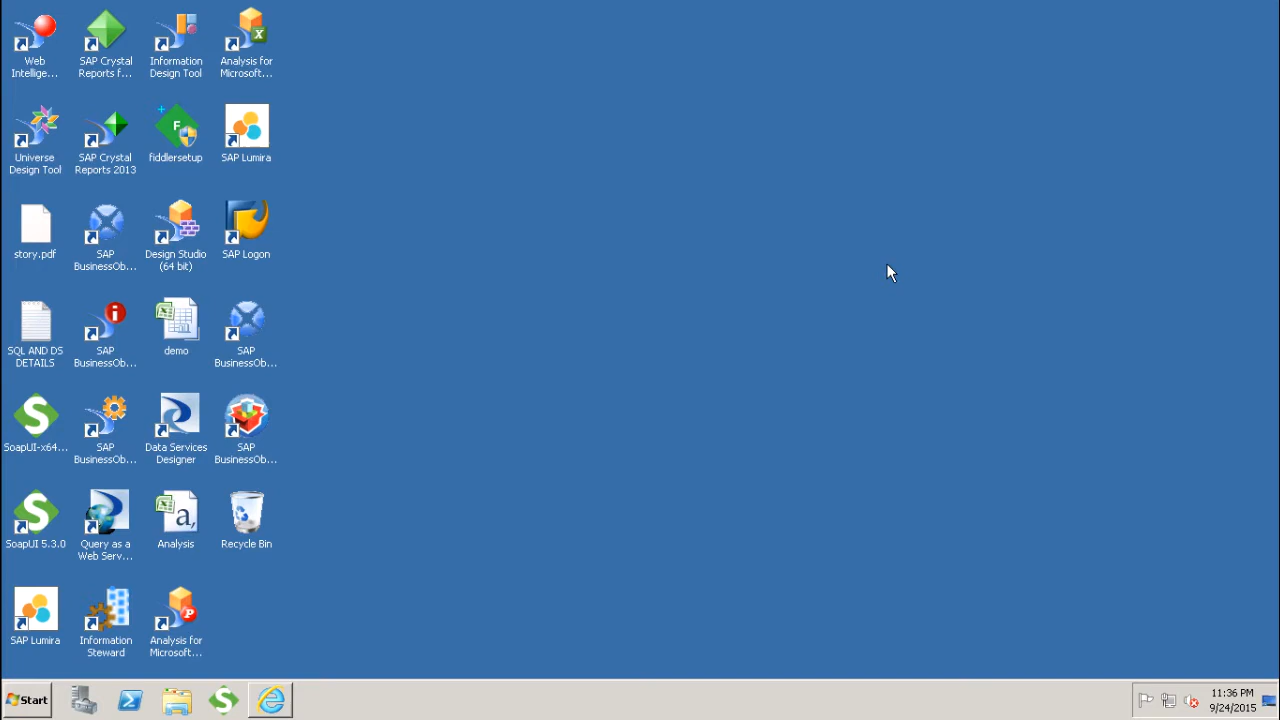 Web
Intellige...
SAP Crystal
Reports f...
Information
Design Tool
Analysis for
Microsoft...
Universe
Design Tool
SAP Crystal
Reports 2013
fiddlersetup
SAP Lumira
story.pdf
SAP
BusinessOb...
Design Studio
(64 bit)
SAP Logon
SQL AND DS
DETAILS
SAP
BusinessOb...
demo
SAP
BusinessOb...
SoapUI-x64...
SAP
BusinessOb...
Data Services
Designer
SAP
BusinessOb...
SoapUI 5.3.0
Query as a
Web Serv...
Analysis
Recycle Bin
SAP Lumira
Information
Steward
Analysis for
Microsoft...
Start
11:36 PM
9/24/2015